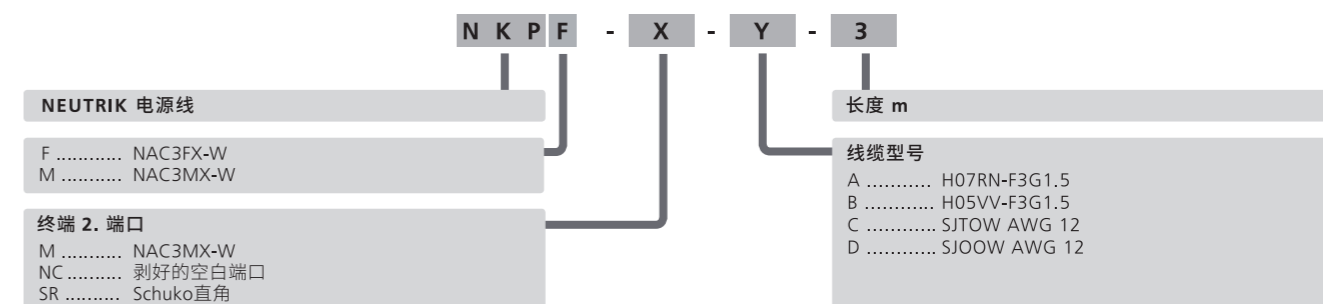 NKPF - X - Y - 3
NEUTRIK 电源线
F ............ NAC3FX-W
M ........... NAC3MX-W
终端 2. 端口
M ........... NAC3MX-W
NC .......... 剥好的空白端口
SR .......... Schuko直角
长度 m
线缆型号
A ........... H07RN-F3G1.5
B ............ H05VV-F3G1.5
C ............ SJTOW AWG 12
D ............ SJOOW AWG 12